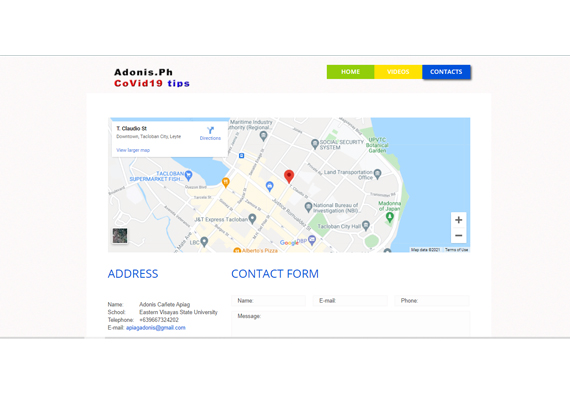 Adonis.Ph
CoVid19 tips
HOME
VIDEOS
CONTACTS
T. Claudio St
Downtown, Tacloban City, Leyte
Directions
View larger map
Maritime Industry
Authority (Regional...
SOCIAL SECURITY
SYSTEM
UPVTC
Botanical
Garden
TACLOBAN
SUPERMARKET FISH...
Land Transportation
Office
National Bureau of
Investigation (NBI)...
Madonna
of Japan
J&T Express Tacloban
Tacloban City Hall
LBC
Google
DBP
Alberto's Pizza
Map data ©2021
Terms of Use
ADDRESS
CONTACT FORM
Name: Adonis Cañete Apiag
School: Eastern Visayas State University
Telephone: +639667324202
E-mail: apiagadonis@gmail.com
Name:
E-mail:
Phone:
Message: